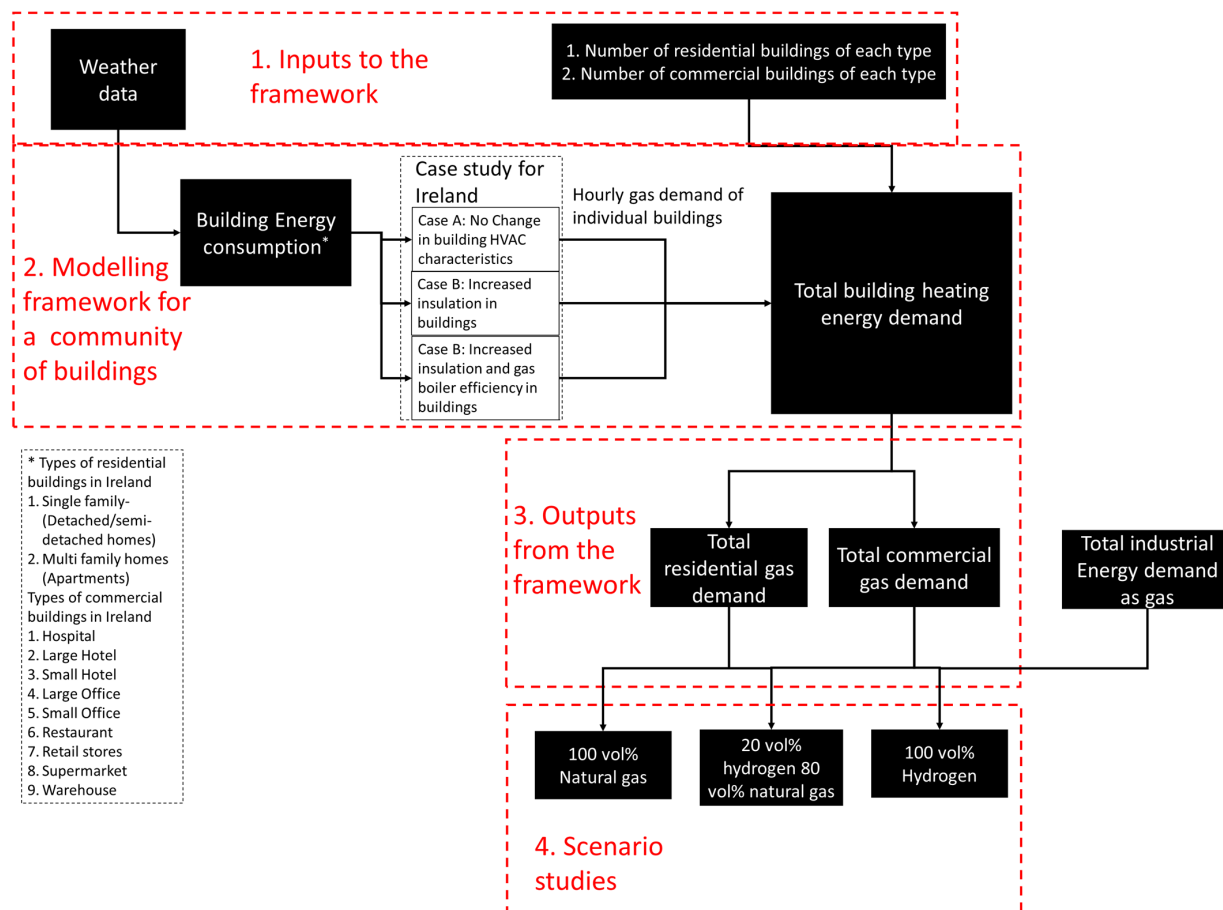 Weather
data
1. Inputs to the
framework
1. Number of residential buildings of each type
2. Number of commercial buildings of each type
2. Modelling
framework for
a community
of buildings
Building Energy
consumption*
Case study for
Ireland
Case A: No Change
in building HVAC
characteristics
Case B: Increased
insulation in
buildings
Case B: Increased
insulation and gas
boiler efficiency in
buildings
Hourly gas demand of
individual buildings
Total building heating
energy demand
* Types of residential
buildings in Ireland
1. Single family-
(Detached/semi-
detached homes)
2. Multi family homes
(Apartments)
Types of commercial
buildings in Ireland
1. Hospital
2. Large Hotel
3. Small Hotel
4. Large Office
5. Small Office
6. Restaurant
7. Retail stores
8. Supermarket
9. Warehouse
3. Outputs
from the
framework
Total
residential gas
demand
Total commercial
gas demand
Total industrial
Energy demand
as gas
100 vol%
Natural gas
20 vol%
hydrogen 80
vol% natural gas
100 vol%
Hydrogen
4. Scenario
studies